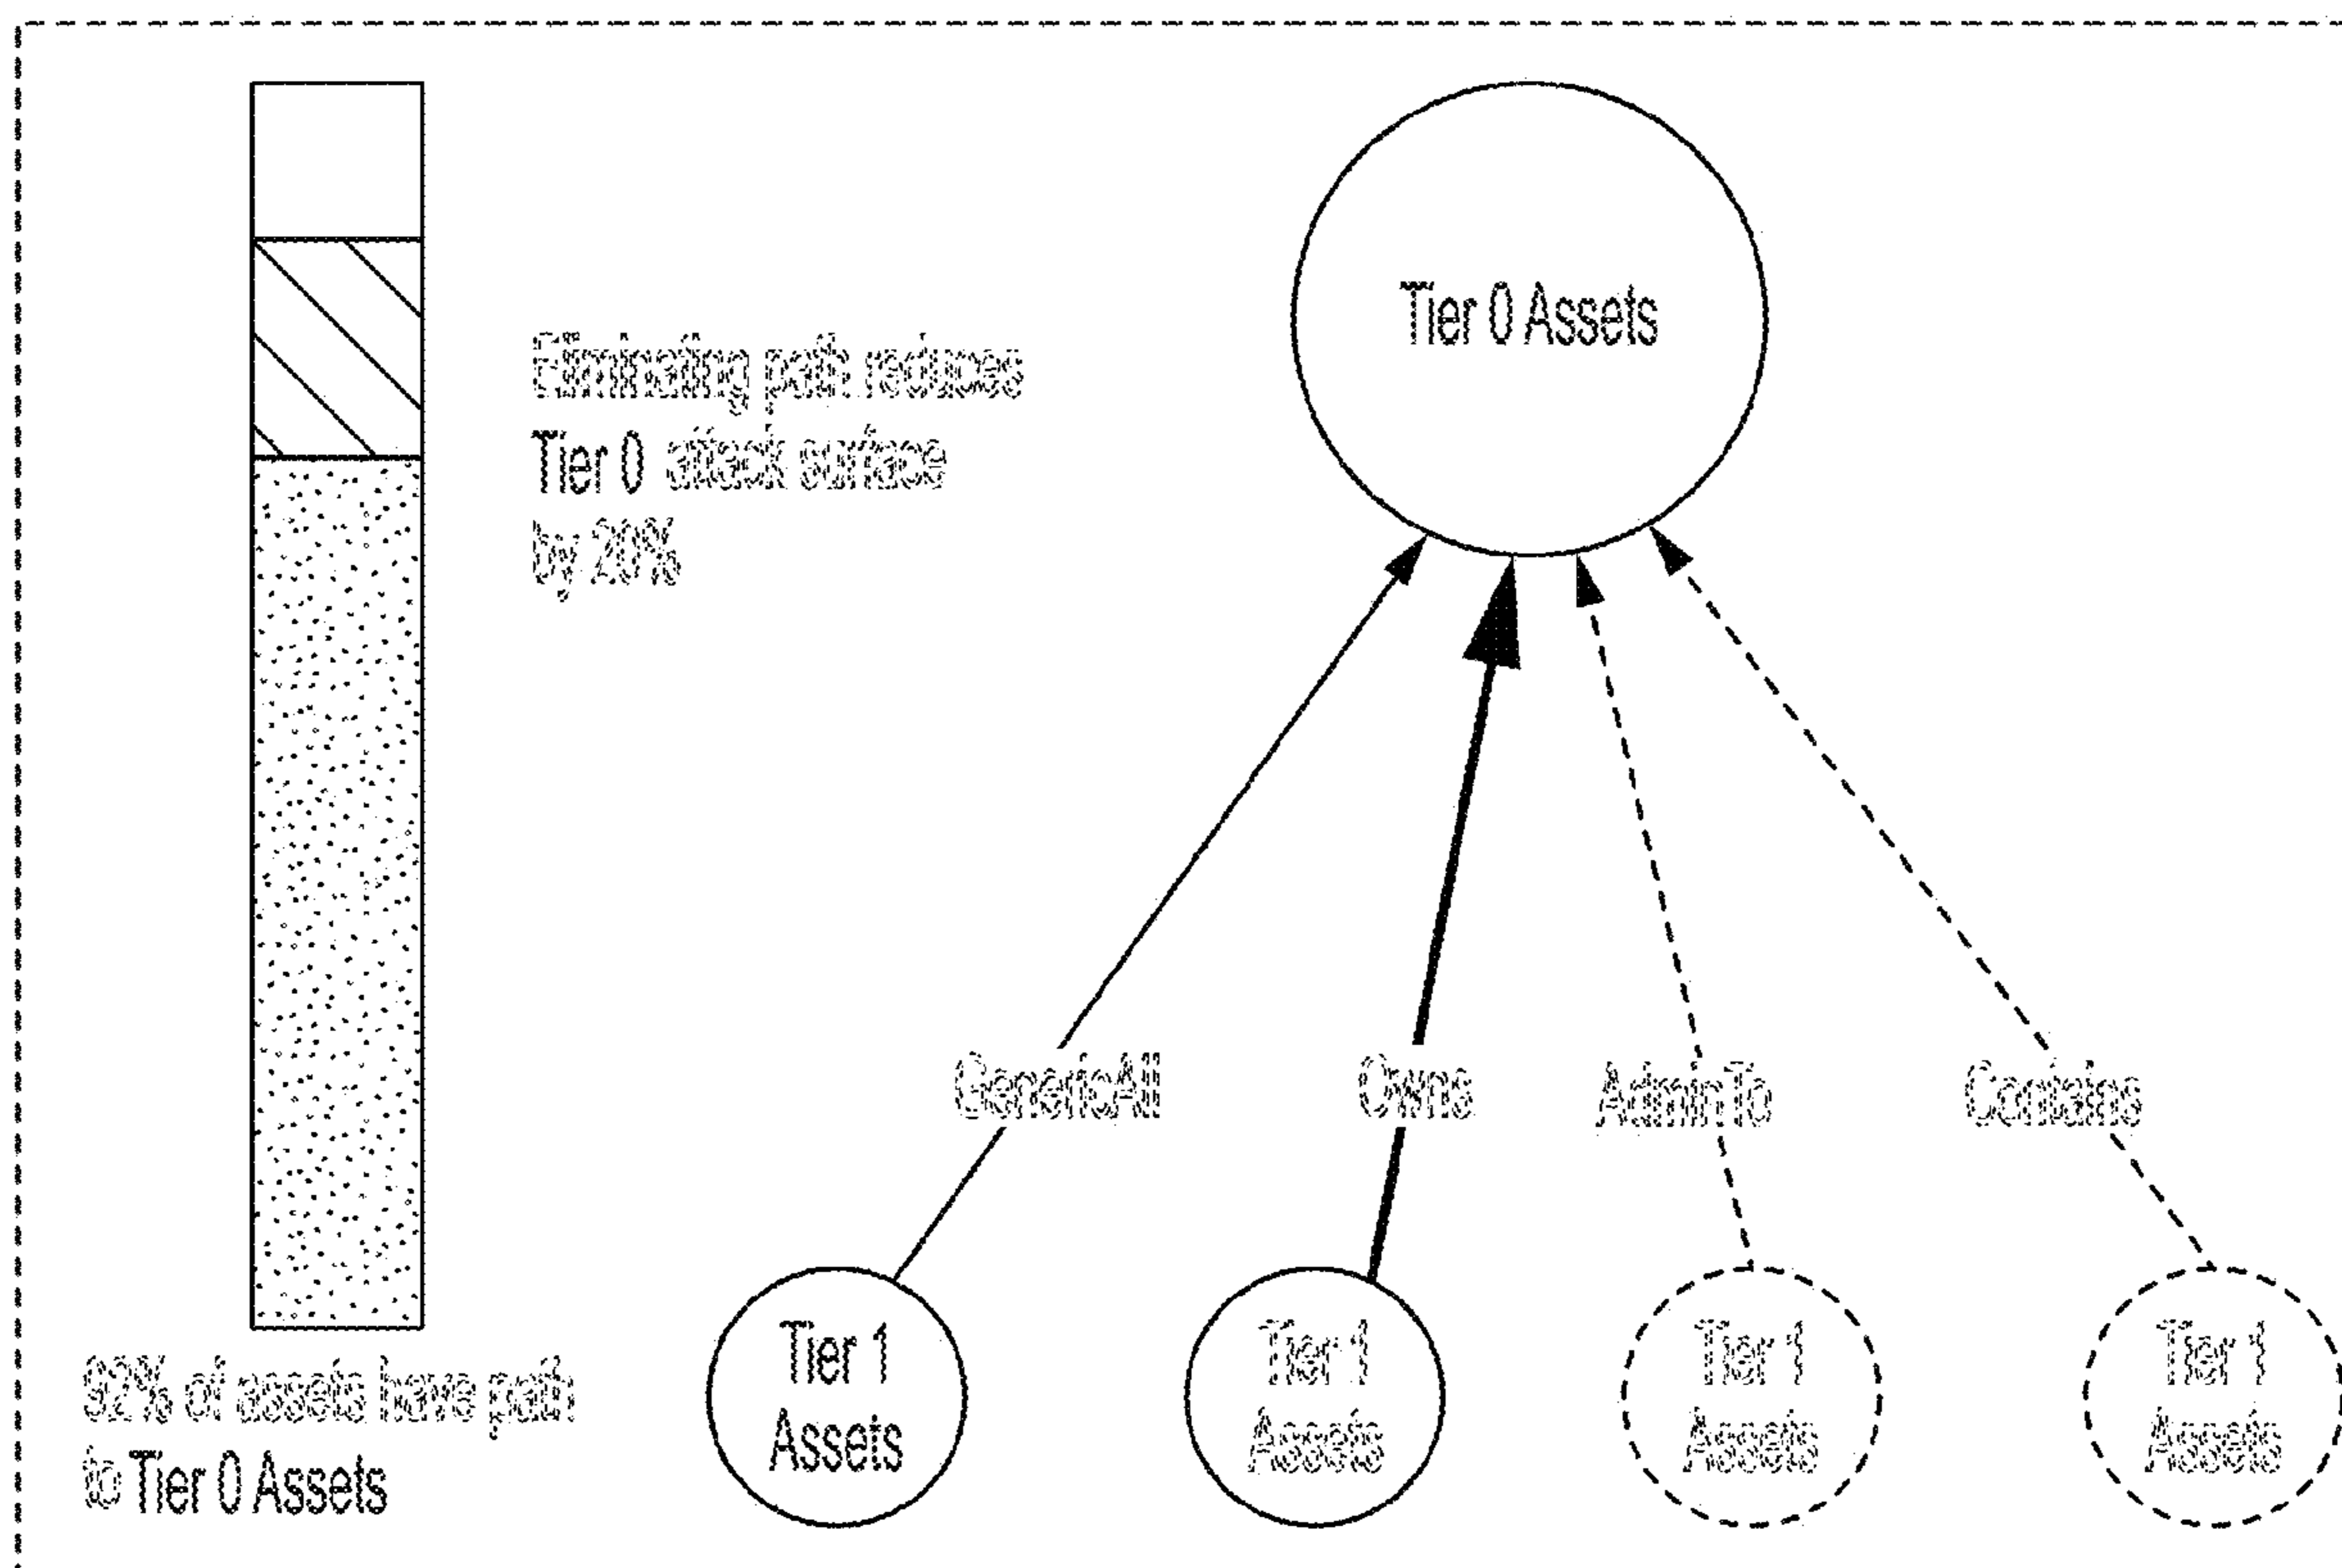 Eliminating path reduces
Tier 0 attack surface
by 20%
Tier 0 Assets
GenericAll
Owns
AdminTo
Contains
92% of assets have path
to Tier 0 Assets
Tier 1
Assets
Tier 1
Assets
Tier 1
Assets
Tier 1
Assets